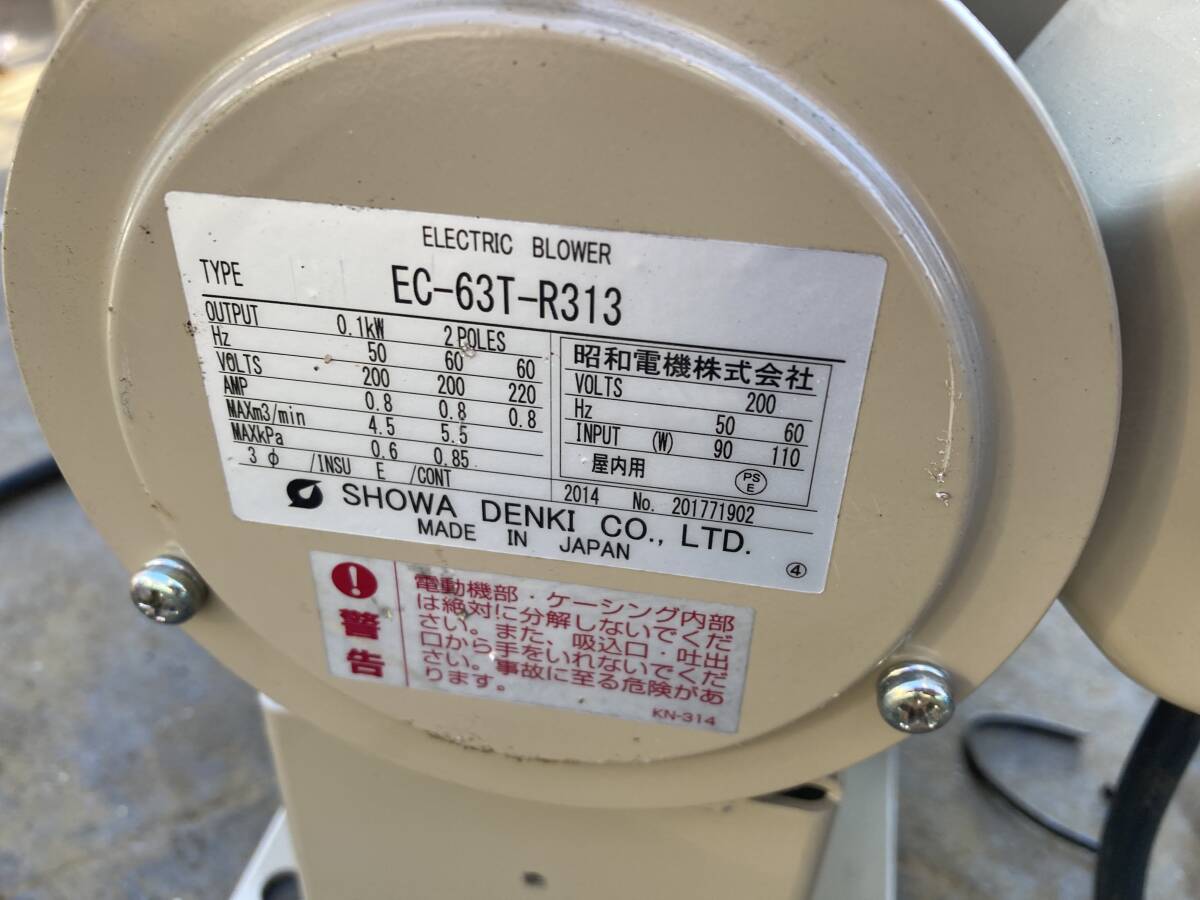 ELECTRIC BLOWER
TYPE EC-63T-R313
OUTPUT 0.1kW 2 POLES
Hz 50 60 60
VOLTS 200 200 220
AMP 0.8 0.8 0.8
MAXm3/min 4.5 5.5
MAXkPa 0.6 0.85
3 φ /INSU E /CONT
昭和電機株式会社
VOLTS 200
Hz 50 60
INPUT (W) 90 110
屋内用 PS E
2014 No. 201771902
SHOWA DENKI CO., LTD.
MADE IN JAPAN
④
警告
電動機部・ケーシング内部
は絶対に分解しないでくだ
さい。また、吸込口・吐出
口から手をいれないでくだ
さい。事故に至る危険があ
ります。
KN-314